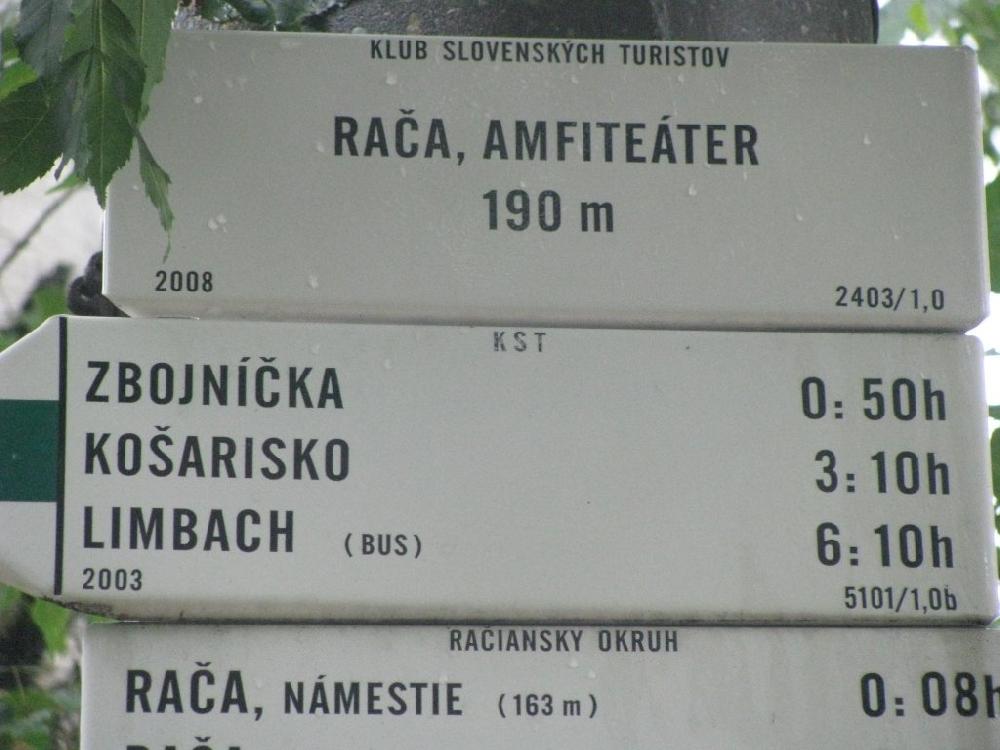 KLUB SLOVENSKÝCH TURISTOV
RAČA, AMFITEÁTER
190 m
2008 2403/1,0
KST
ZBOJNÍČKA 0:50h
KOŠARISKO 3:10h
LIMBACH (BUS) 6:10h
2003 5101/1,0b
RAČIANSKY OKRUH
RAČA, NÁMESTIE (163 m) 0:08h
RAČA